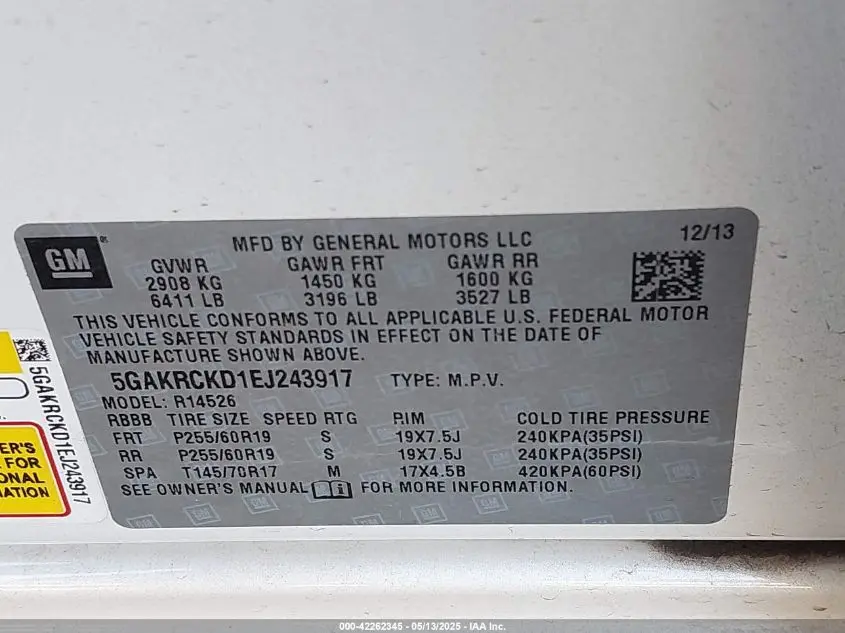 GM
MFD BY GENERAL MOTORS LLC
12/13
GVWR GAWR FRT GAWR RR
2908 KG 1450 KG 1600 KG
6411 LB 3196 LB 3527 LB
THIS VEHICLE CONFORMS TO ALL APPLICABLE U.S. FEDERAL MOTOR
VEHICLE SAFETY STANDARDS IN EFFECT ON THE DATE OF
MANUFACTURE SHOWN ABOVE.
5GAKRCKD1EJ243917 TYPE: M.P.V.
MODEL: R14526
RBBB TIRE SIZE SPEED RTG RIM COLD TIRE PRESSURE
FRT P255/60R19 S 19X7.5J 240KPA(35PSI)
RR P255/60R19 S 19X7.5J 240KPA(35PSI)
SPA T145/70R17 M 17X4.5B 420KPA(60PSI)
SEE OWNER'S MANUAL FOR MORE INFORMATION.
5GAKRCKD1EJ243917
ER'S
FOR
ONAL
MATION
000-42262345 - 05/13/2025 - IAA Inc.